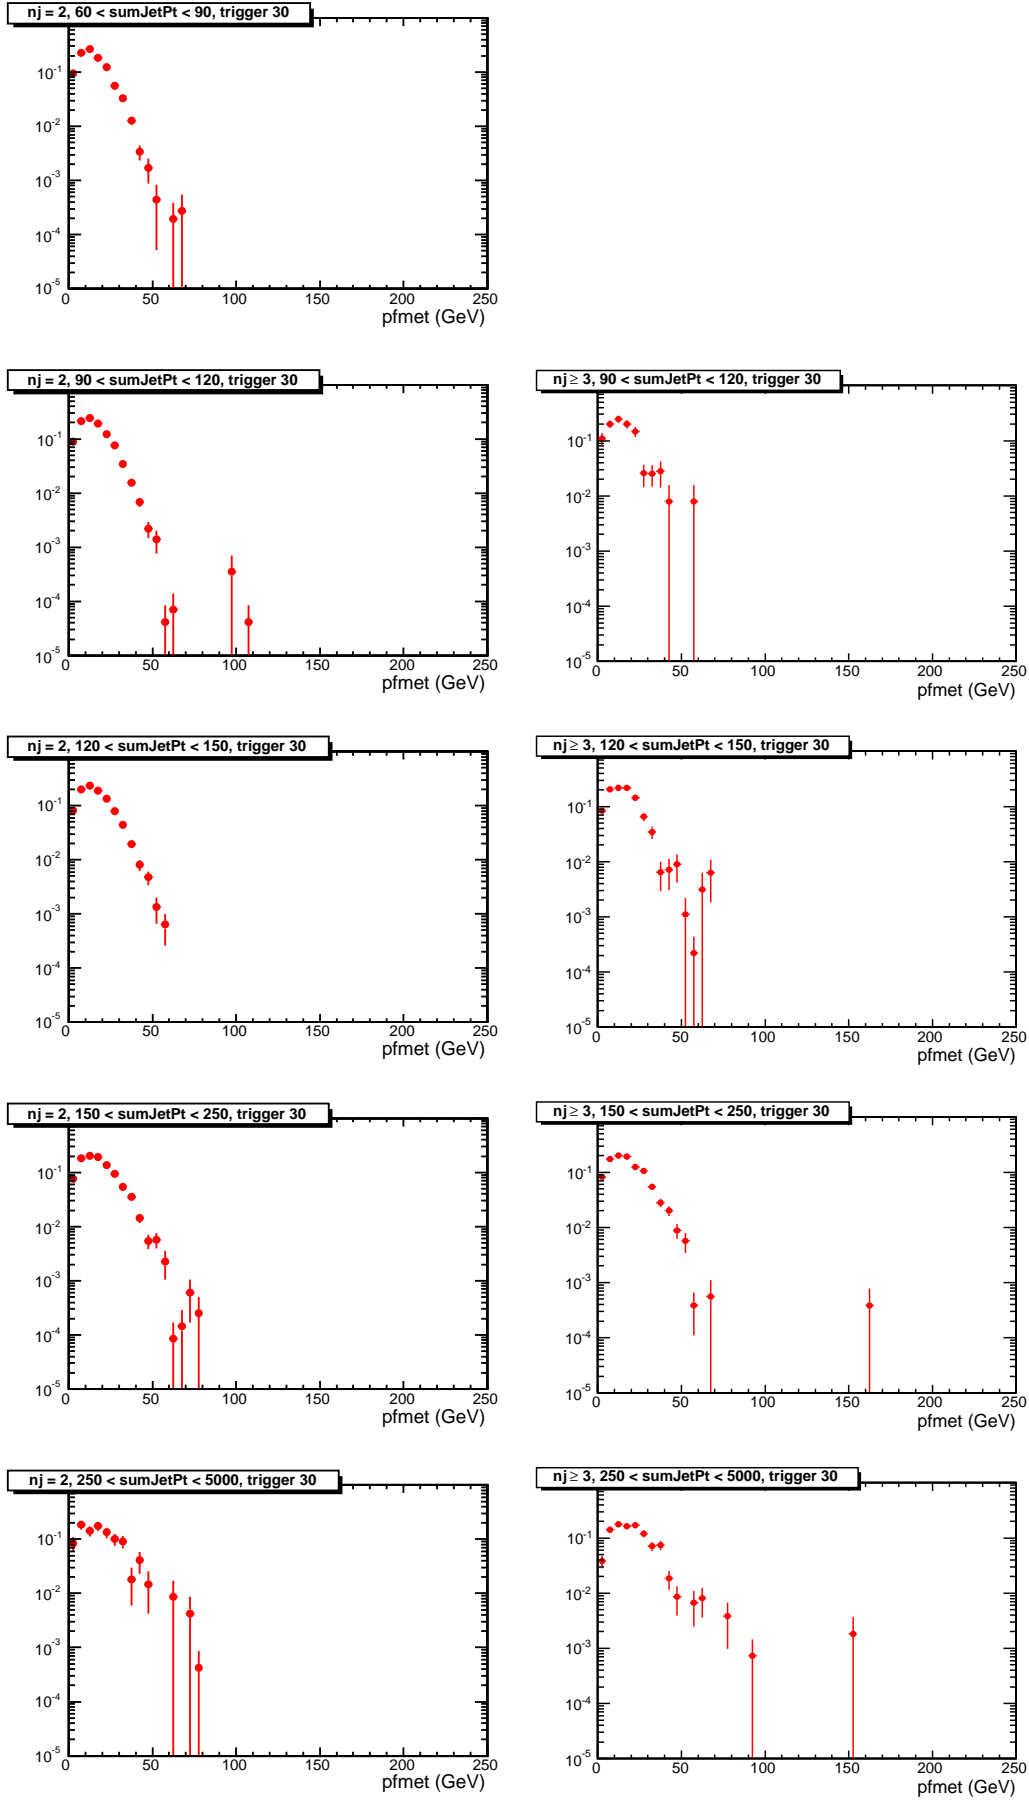 nj = 2, 60 < sumJetPt < 90, trigger 30
10^-1
10^-2
10^-3
10^-4
10^-5
0 50 100 150 200 250
pfmet (GeV)
nj = 2, 90 < sumJetPt < 120, trigger 30
10^-1
10^-2
10^-3
10^-4
10^-5
0 50 100 150 200 250
pfmet (GeV)
nj ≥ 3, 90 < sumJetPt < 120, trigger 30
10^-1
10^-2
10^-3
10^-4
10^-5
0 50 100 150 200 250
pfmet (GeV)
nj = 2, 120 < sumJetPt < 150, trigger 30
10^-1
10^-2
10^-3
10^-4
10^-5
0 50 100 150 200 250
pfmet (GeV)
nj ≥ 3, 120 < sumJetPt < 150, trigger 30
10^-1
10^-2
10^-3
10^-4
10^-5
0 50 100 150 200 250
pfmet (GeV)
nj = 2, 150 < sumJetPt < 250, trigger 30
10^-1
10^-2
10^-3
10^-4
10^-5
0 50 100 150 200 250
pfmet (GeV)
nj ≥ 3, 150 < sumJetPt < 250, trigger 30
10^-1
10^-2
10^-3
10^-4
10^-5
0 50 100 150 200 250
pfmet (GeV)
nj = 2, 250 < sumJetPt < 5000, trigger 30
10^-1
10^-2
10^-3
10^-4
10^-5
0 50 100 150 200 250
pfmet (GeV)
nj ≥ 3, 250 < sumJetPt < 5000, trigger 30
10^-1
10^-2
10^-3
10^-4
10^-5
0 50 100 150 200 250
pfmet (GeV)